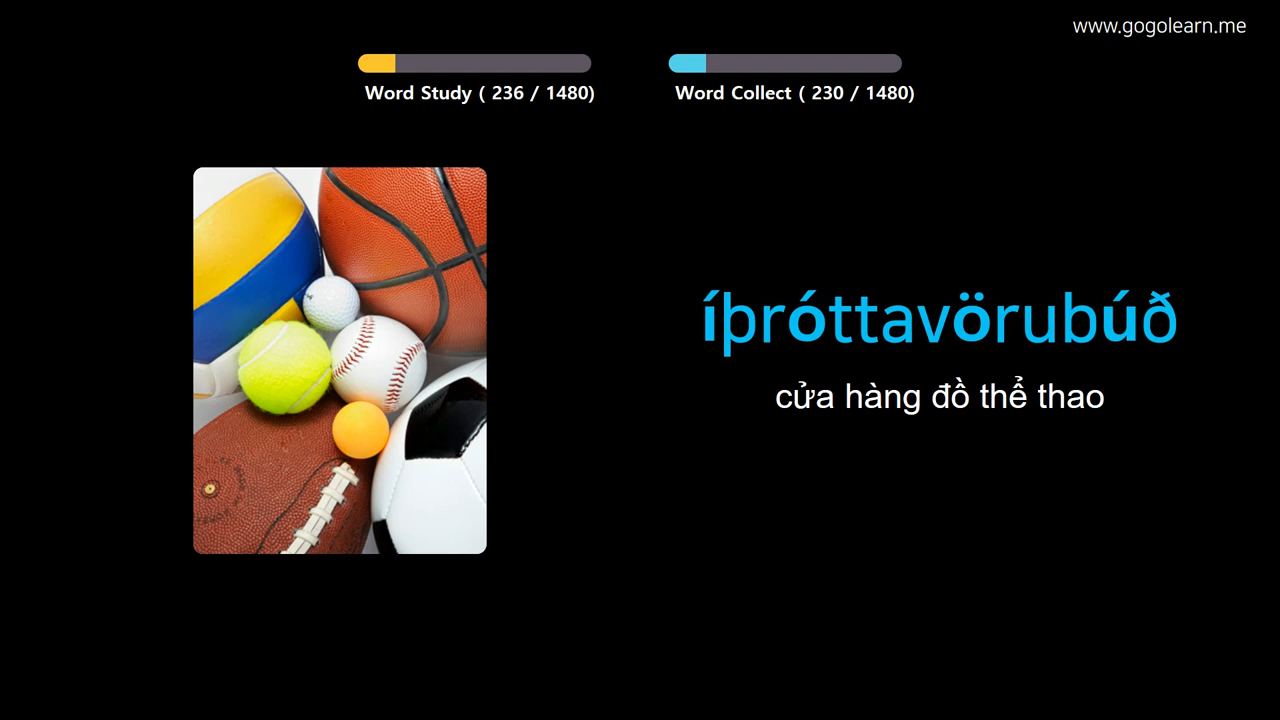 www.gogolearn.me
Word Study ( 236 / 1480)
Word Collect ( 230 / 1480)
íþróttavörubúð
cửa hàng đồ thể thao